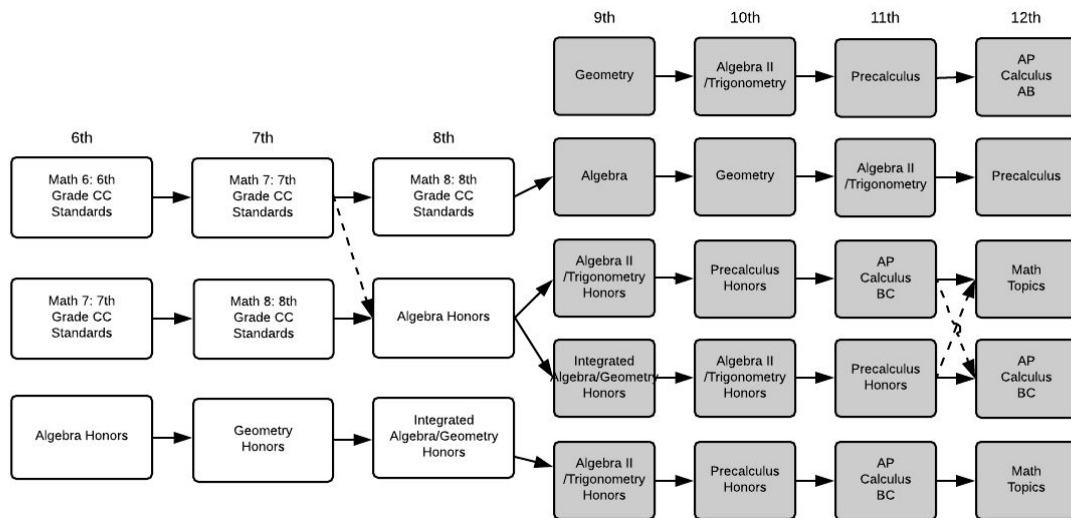 9th
10th
11th
12th
Geometry
Algebra II
/Trigonometry
Precalculus
AP
Calculus
AB
6th
7th
8th
Math 6: 6th
Grade CC
Standards
Math 7: 7th
Grade CC
Standards
Math 8: 8th
Grade CC
Standards
Algebra
Geometry
Algebra II
/Trigonometry
Precalculus
Math 7: 7th
Grade CC
Standards
Math 8: 8th
Grade CC
Standards
Algebra Honors
Algebra II
/Trigonometry
Honors
Precalculus
Honors
AP
Calculus
BC
Math
Topics
Integrated
Algebra/Geometry
Honors
Algebra II
/Trigonometry
Honors
Precalculus
Honors
AP
Calculus
BC
Algebra Honors
Geometry
Honors
Integrated
Algebra/Geometry
Honors
Algebra II
/Trigonometry
Honors
Precalculus
Honors
AP
Calculus
BC
Math
Topics